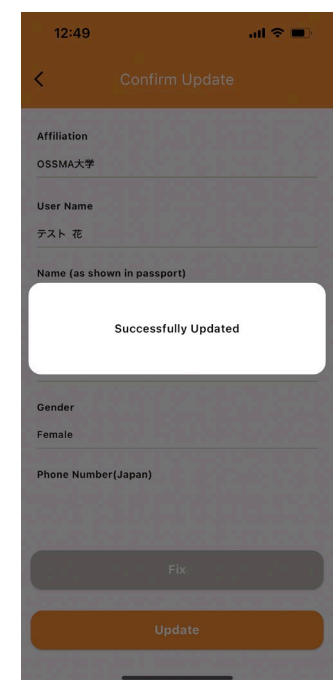 12:49
Confirm Update
Affiliation
OSSMA大学
User Name
テスト 花
Name (as shown in passport)
Successfully Updated
Gender
Female
Phone Number(Japan)
Fix
Update